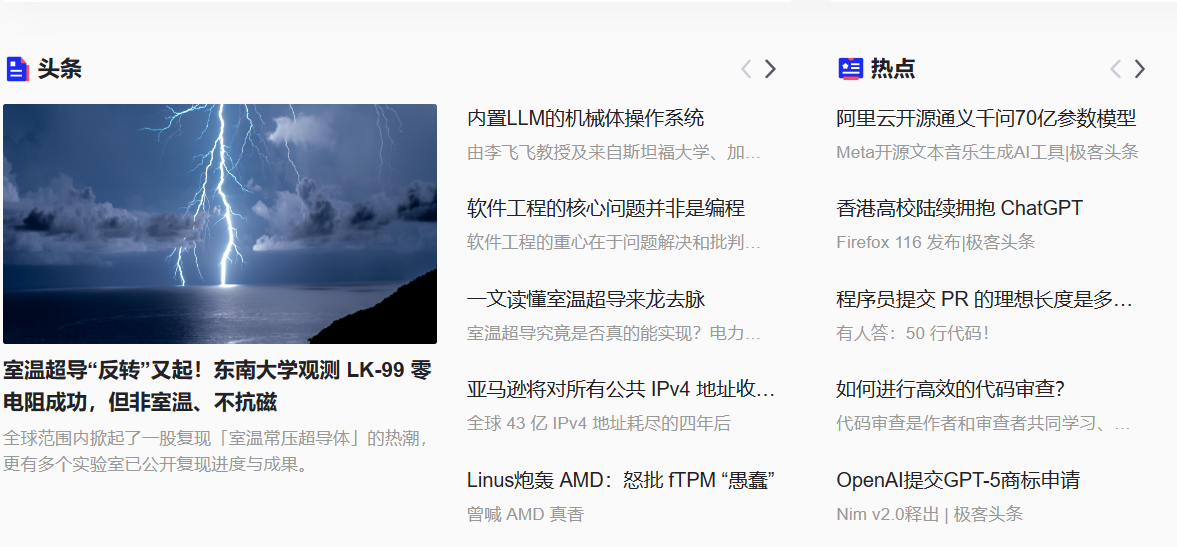 头条
室温超导“反转”又起！东南大学观测 LK-99 零
电阻成功，但非室温、不抗磁
全球范围内掀起了一股复现「室温常压超导体」的热潮，
更有多个实验室已公开复现进度与成果。
内置LLM的机械体操作系统
由李飞飞教授及来自斯坦福大学、加…
软件工程的核心问题并非是编程
软件工程的重心在于问题解决和批判…
一文读懂室温超导来龙去脉
室温超导究竟是否真的能实现？电力…
亚马逊将对所有公共 IPv4 地址收…
全球 43 亿 IPv4 地址耗尽的四年后
Linus炮轰 AMD：怒批 fTPM “愚蠢”
曾喊 AMD 真香
热点
阿里云开源通义千问70亿参数模型
Meta开源文本音乐生成AI工具|极客头条
香港高校陆续拥抱 ChatGPT
Firefox 116 发布|极客头条
程序员提交 PR 的理想长度是多…
有人答：50 行代码！
如何进行高效的代码审查？
代码审查是作者和审查者共同学习、…
OpenAI提交GPT-5商标申请
Nim v2.0释出 | 极客头条